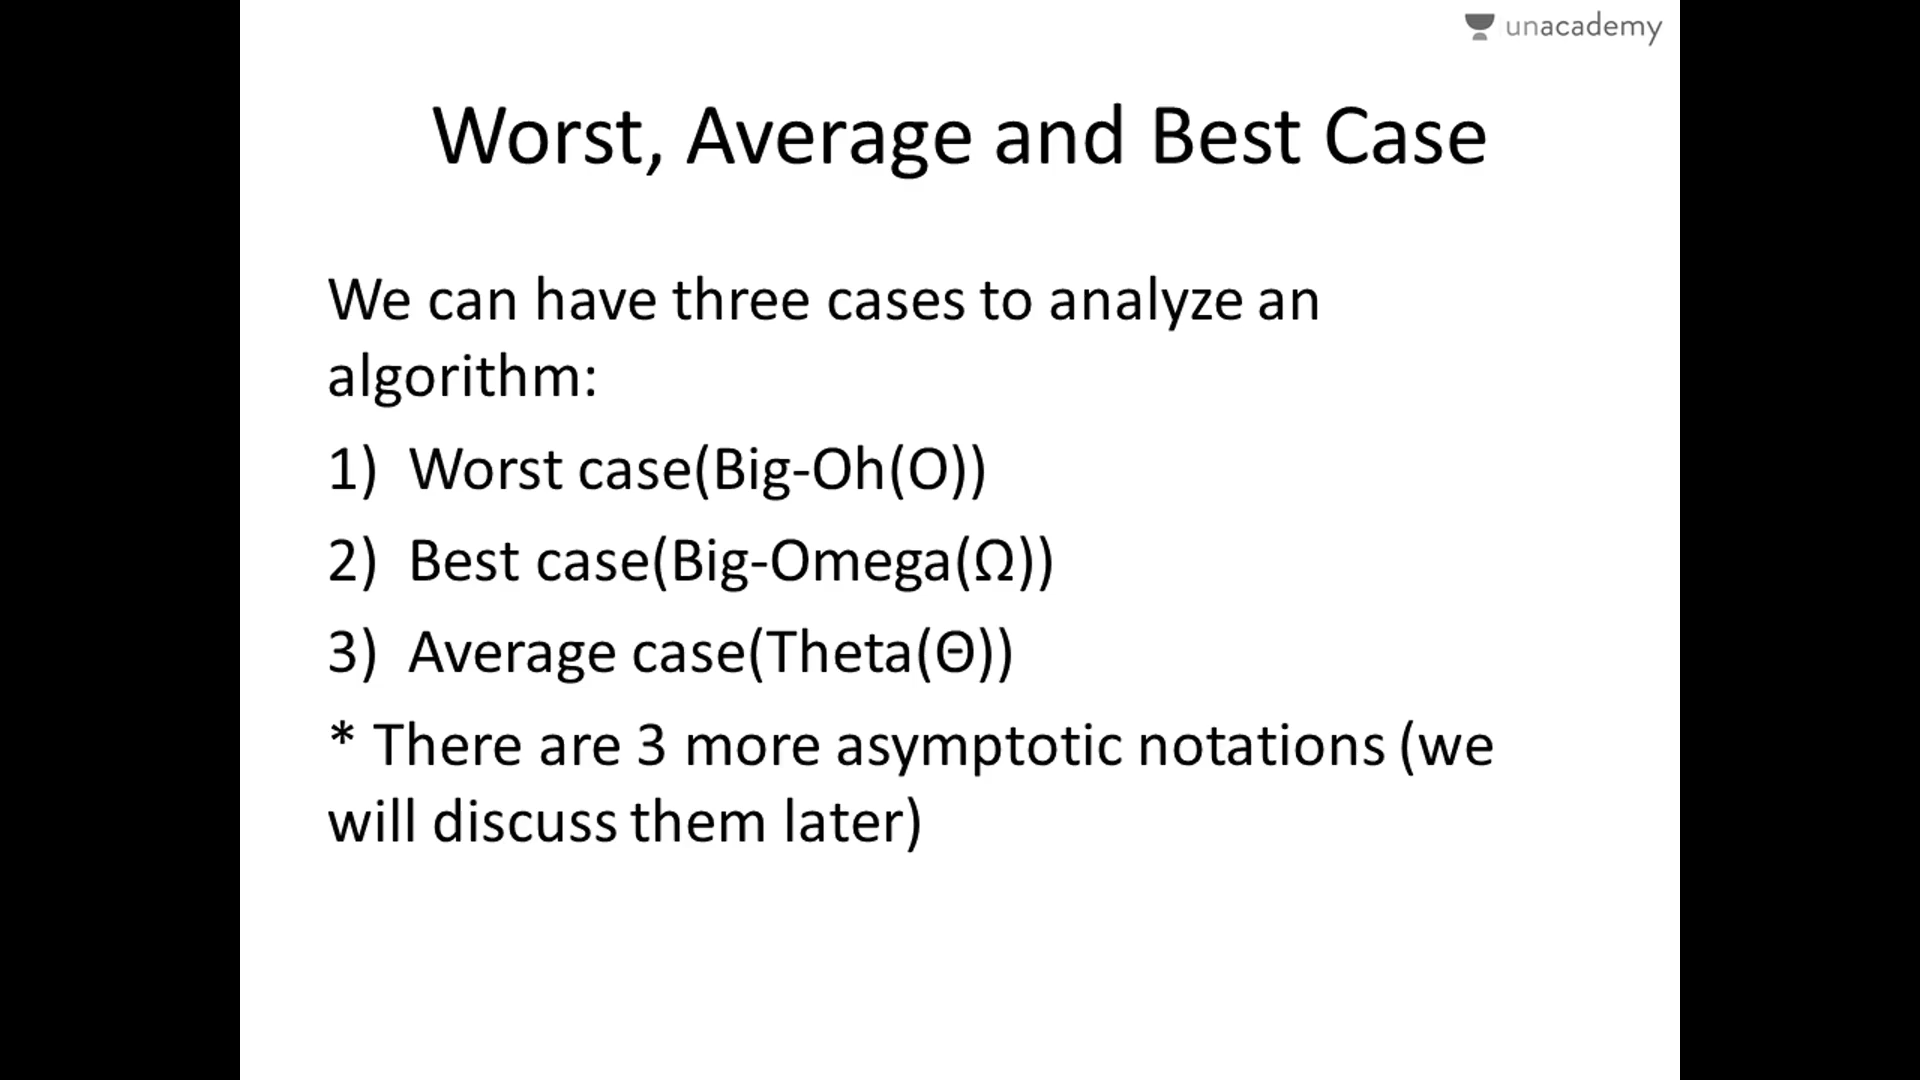 unacademy
Worst, Average and Best Case
We can have three cases to analyze an
algorithm:
1) Worst case(Big-Oh(O))
2) Best case(Big-Omega(Ω))
3) Average case(Theta(Θ))
* There are 3 more asymptotic notations (we
will discuss them later)